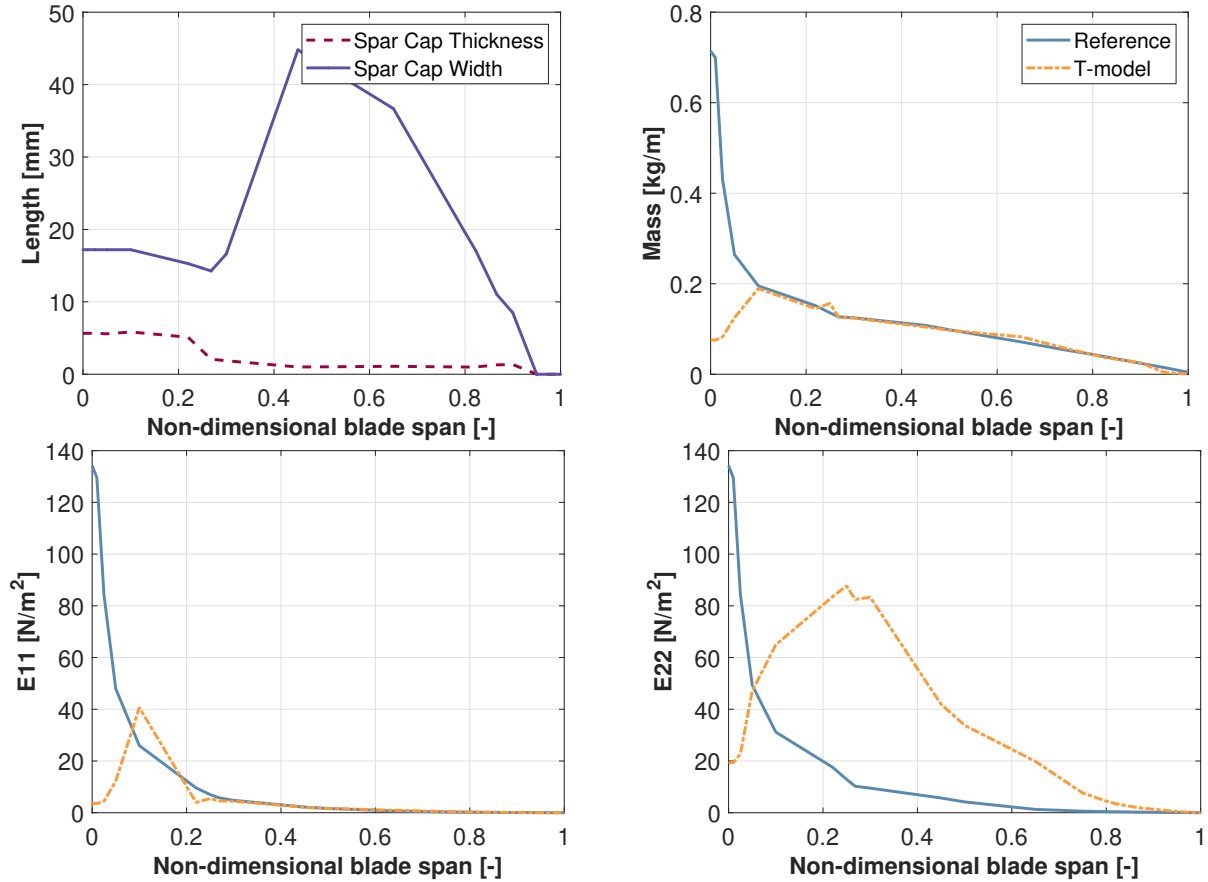 50
40
30
20
10
0
Length [mm]
Spar Cap Thickness
Spar Cap Width
0 0.2 0.4 0.6 0.8 1
Non-dimensional blade span [-]
0.8
0.6
0.4
0.2
0
Mass [kg/m]
Reference
T-model
0 0.2 0.4 0.6 0.8 1
Non-dimensional blade span [-]
140
120
100
80
60
40
20
0
E11 [N/m²]
0 0.2 0.4 0.6 0.8 1
Non-dimensional blade span [-]
140
120
100
80
60
40
20
0
E22 [N/m²]
0 0.2 0.4 0.6 0.8 1
Non-dimensional blade span [-]